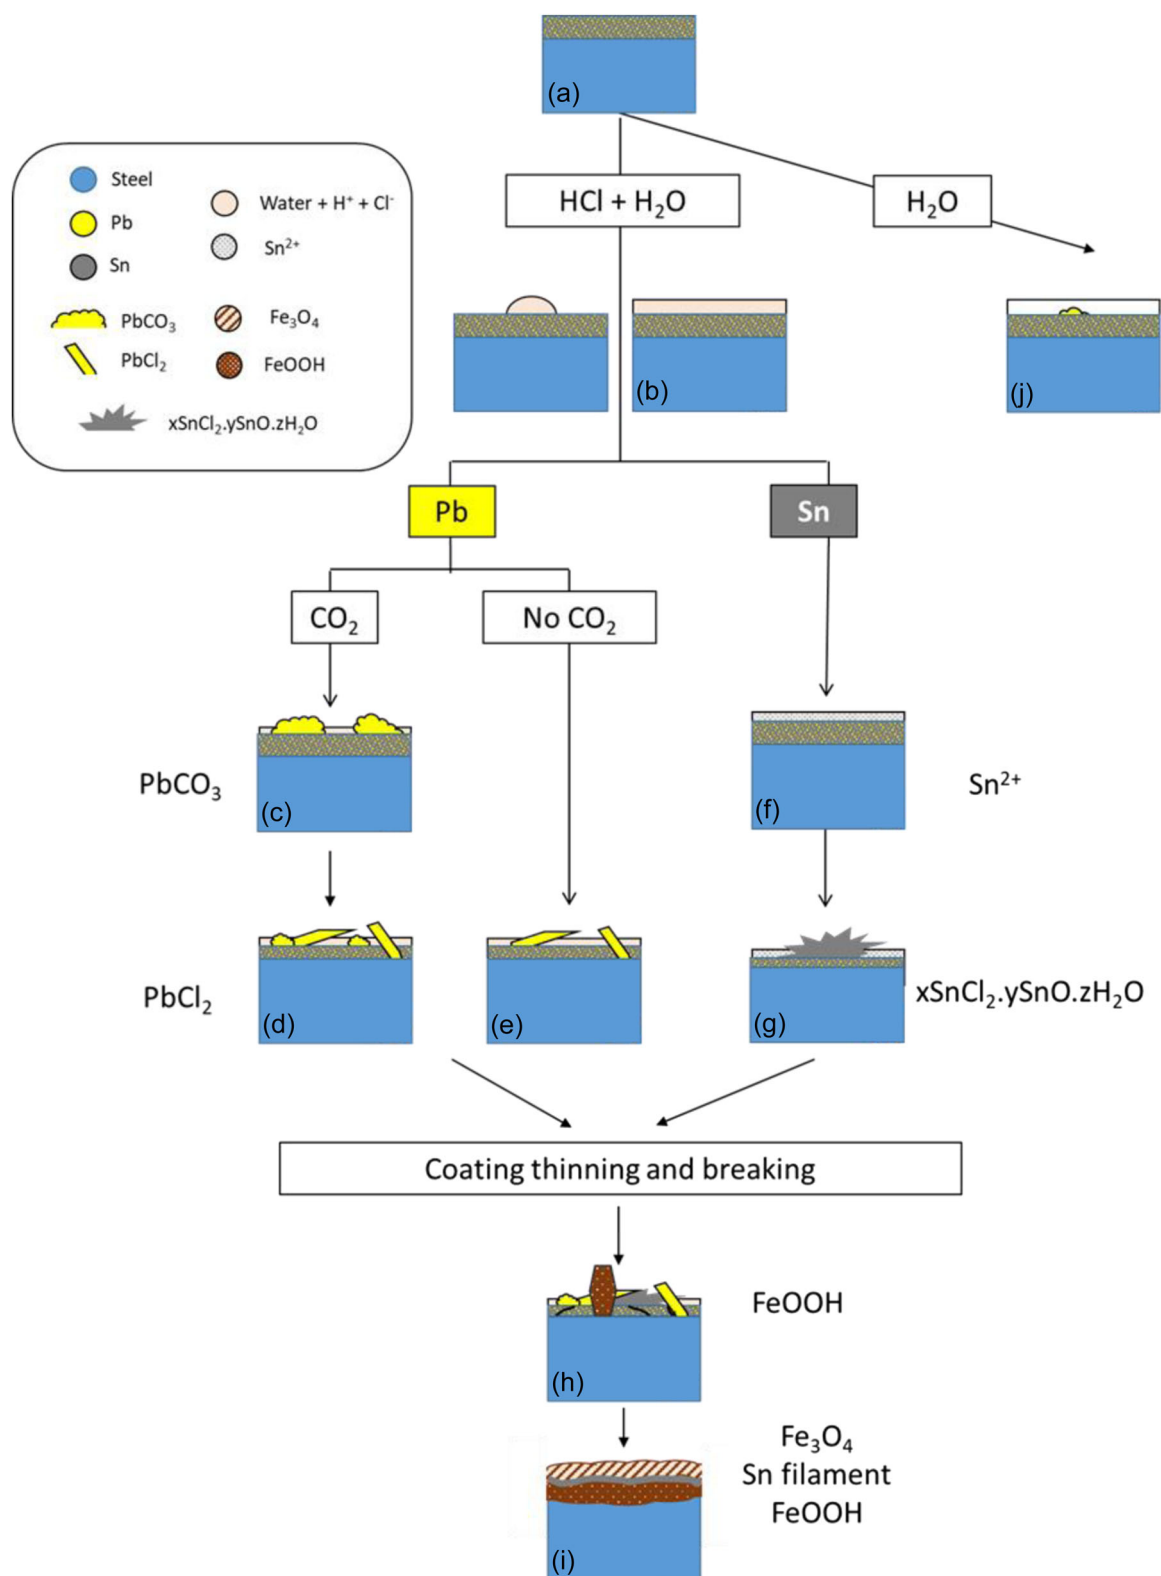 (a)
Steel
Pb
Sn
PbCO₃
PbCl₂
xSnCl₂.ySnO.zH₂O
Water + H⁺ + Cl⁻
Sn²⁺
Fe₃O₄
FeOOH
HCl + H₂O
H₂O
(b)
(j)
Pb
Sn
CO₂
No CO₂
PbCO₃
(c)
(f)
Sn²⁺
PbCl₂
(d)
(e)
(g)
xSnCl₂.ySnO.zH₂O
Coating thinning and breaking
(h)
FeOOH
Fe₃O₄
Sn filament
FeOOH
(i)